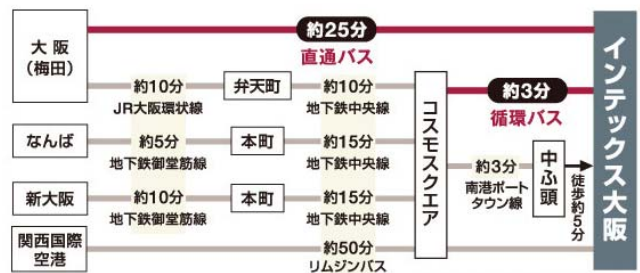 大阪
（梅田）
約25分
直通バス
約10分
JR大阪環状線
弁天町
約10分
地下鉄中央線
なんば
約5分
地下鉄御堂筋線
本町
約15分
地下鉄中央線
新大阪
約10分
地下鉄御堂筋線
本町
約15分
地下鉄中央線
関西国際
空港
約50分
リムジンバス
コスモスクエア
約3分
循環バス
約3分
南港ポート
タウン線
中ふ頭
徒歩約5分
インテックス大阪